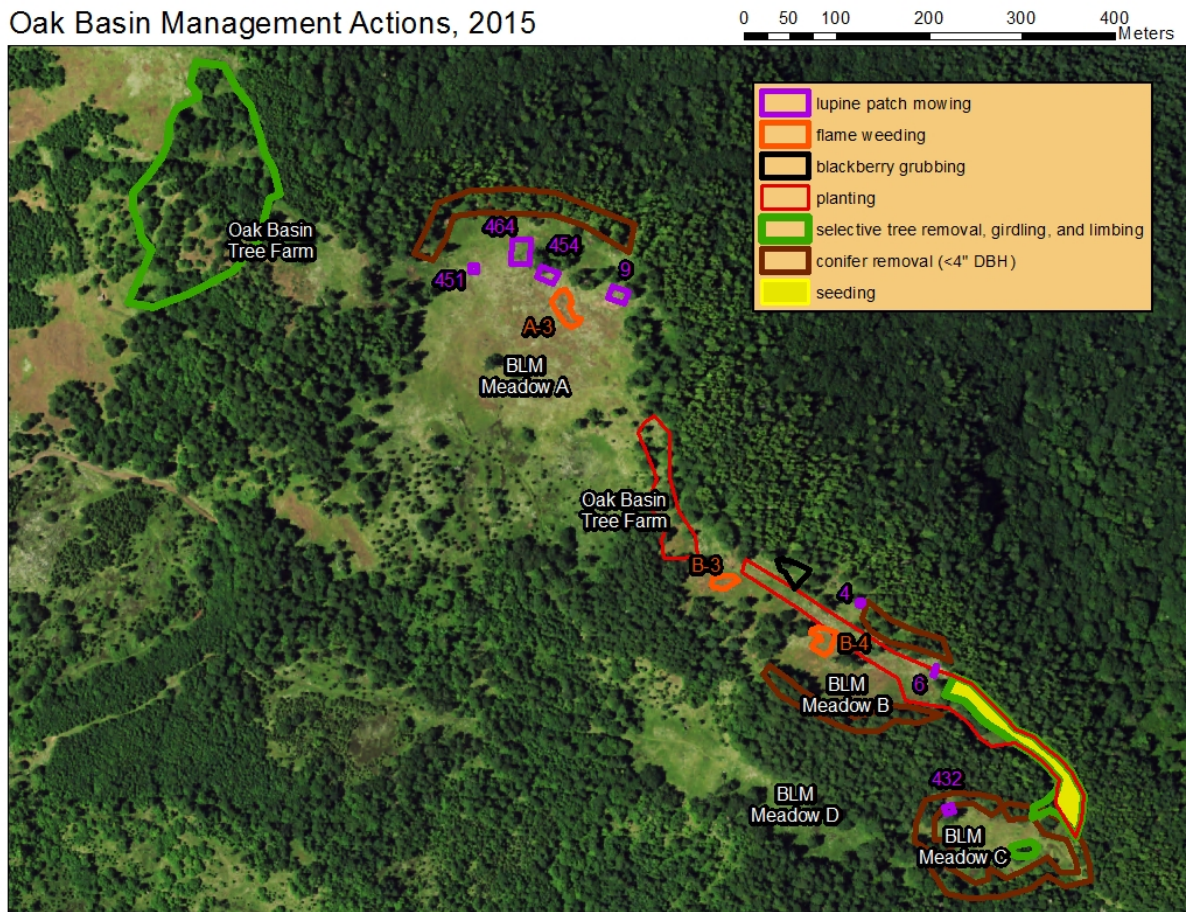 Oak Basin Management Actions, 2015
0 50 100 200 300 400
Meters
lupine patch mowing
flame weeding
blackberry grubbing
planting
selective tree removal, girdling, and limbing
conifer removal (<4" DBH)
seeding
Oak Basin
Tree Farm
464
454
451
9
A-3
BLM
Meadow A
Oak Basin
Tree Farm
B-3
4
B-4
6
BLM
Meadow B
432
BLM
Meadow D
BLM
Meadow C